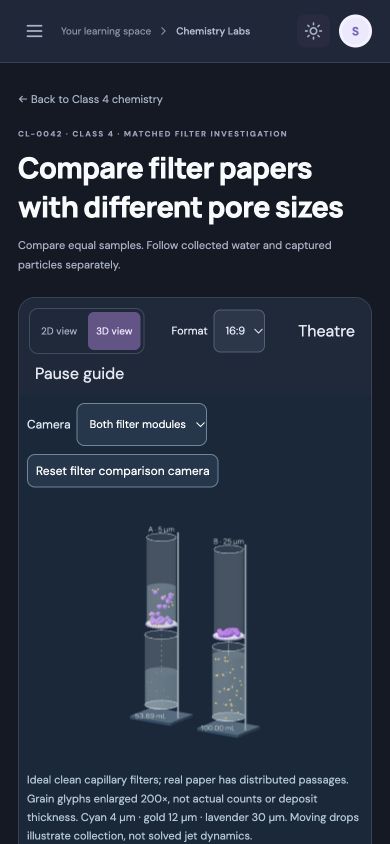 Your learning space > Chemistry Labs
S
← Back to Class 4 chemistry
CL-0042 · CLASS 4 · MATCHED FILTER INVESTIGATION
Compare filter papers
with different pore sizes
Compare equal samples. Follow collected water and captured
particles separately.
2D view 3D view Format 16:9 Theatre
Pause guide
Camera Both filter modules
Reset filter comparison camera
A · 5 µm
B · 25 µm
53.69 mL
100.00 mL
Ideal clean capillary filters; real paper has distributed passages.
Grain glyphs enlarged 200×, not actual counts or deposit
thickness. Cyan 4 µm · gold 12 µm · lavender 30 µm. Moving drops
illustrate collection, not solved jet dynamics.